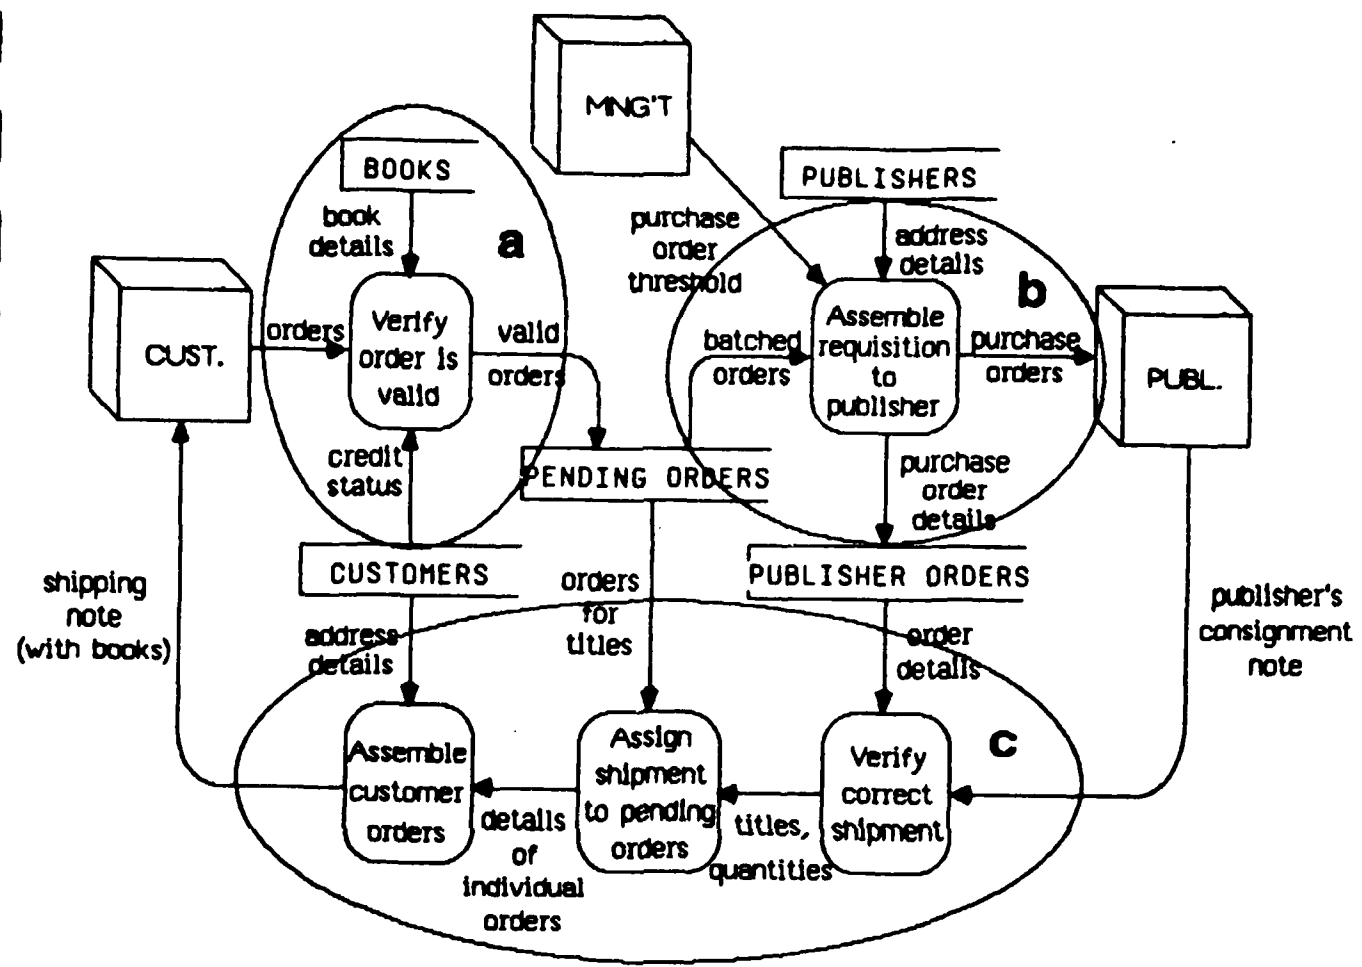 MNG'T
BOOKS
PUBLISHERS
book
details
a
purchase
order
threshold
address
details
b
CUST.
orders
Verify
order is
valid
valid
orders
batched
orders
Assemble
requisition
to
publisher
purchase
orders
PUBL.
credit
status
PENDING ORDERS
purchase
order
details
CUSTOMERS
orders
for
titles
PUBLISHER ORDERS
shipping
note
(with books)
address
details
order
details
publisher's
consignment
note
Assemble
customer
orders
details
of
individual
orders
Assign
shipment
to pending
orders
titles,
quantities
Verify
correct
shipment
c